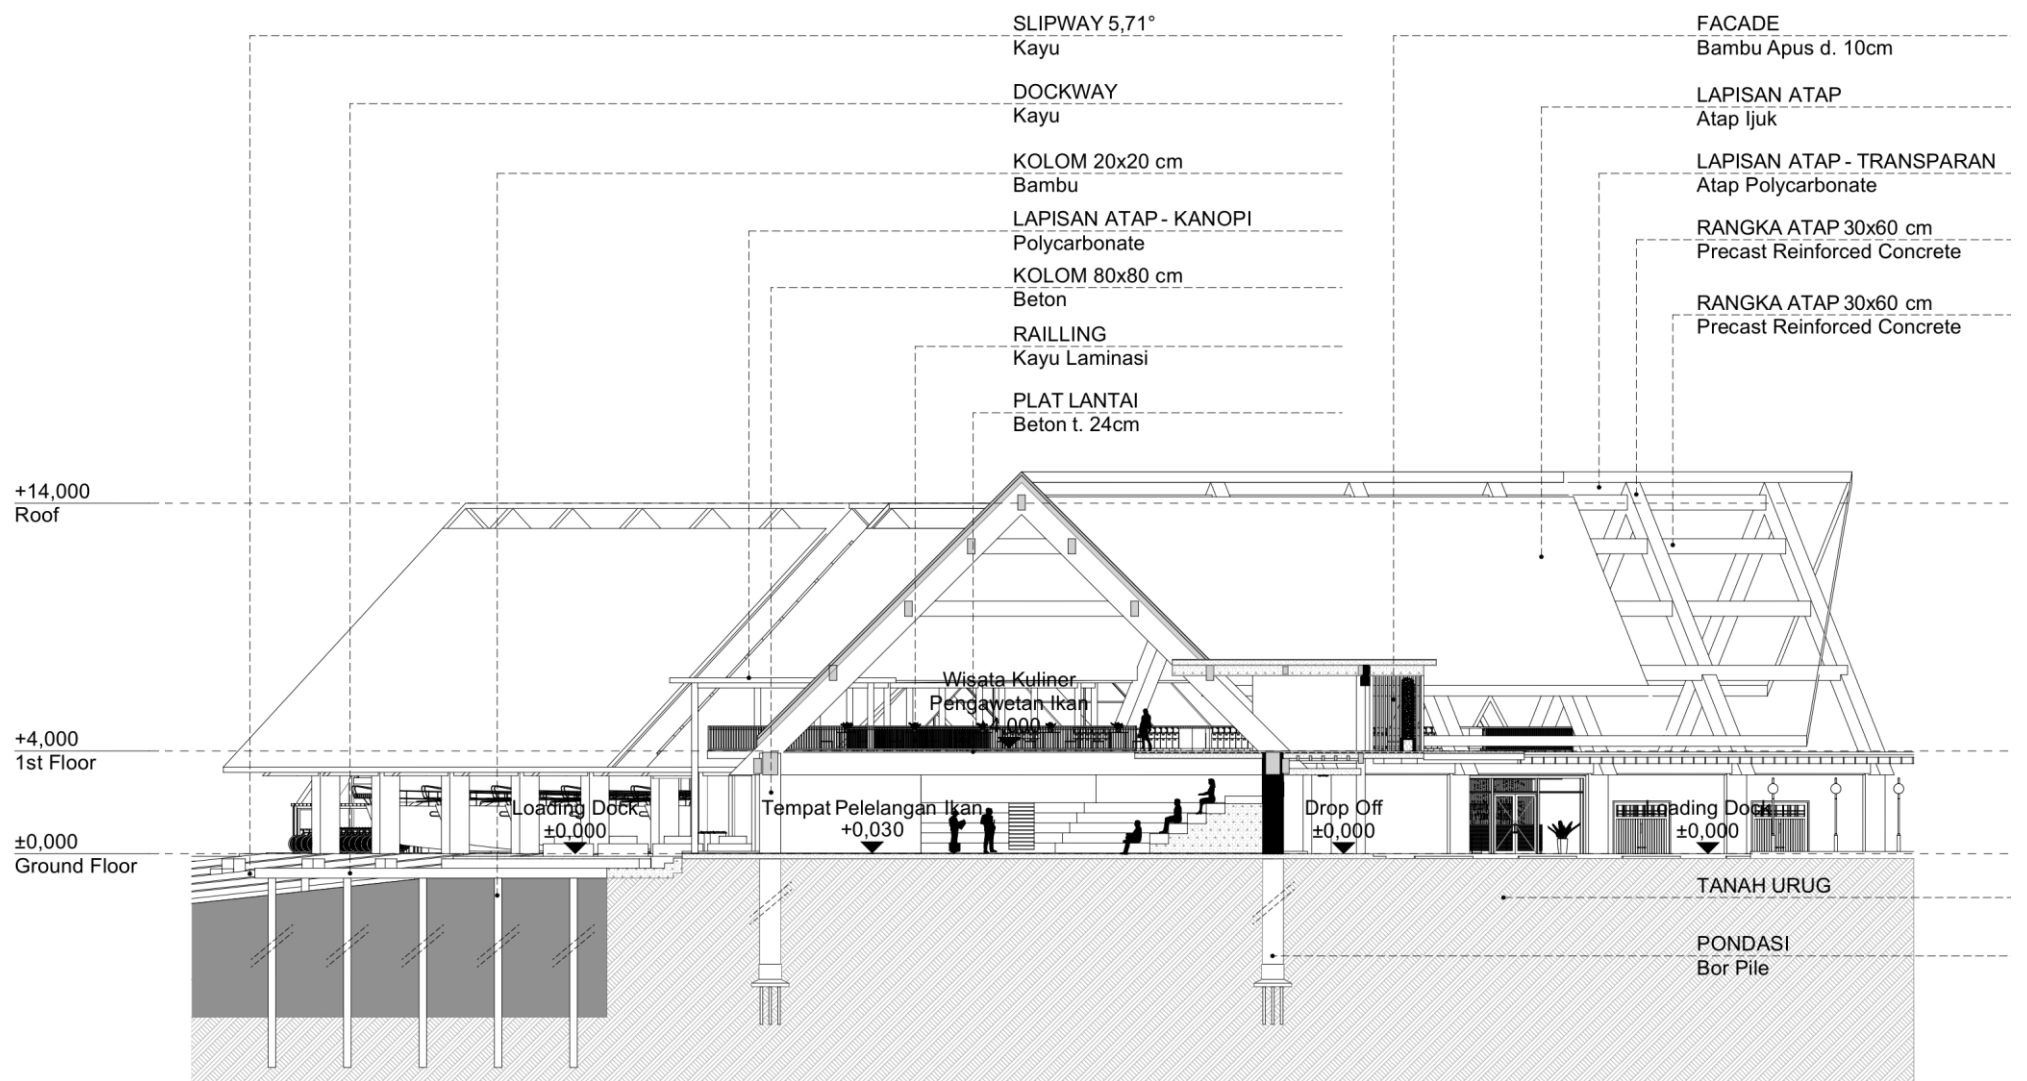 SLIPWAY 5,71°
Kayu
DOCKWAY
Kayu
KOLOM 20x20 cm
Bambu
LAPISAN ATAP - KANOPI
Polycarbonate
KOLOM 80x80 cm
Beton
RAILLING
Kayu Laminasi
PLAT LANTAI
Beton t. 24cm
FACADE
Bambu Apus d. 10cm
LAPISAN ATAP
Atap Ijuk
LAPISAN ATAP - TRANSPARAN
Atap Polycarbonate
RANGKA ATAP 30x60 cm
Precast Reinforced Concrete
RANGKA ATAP 30x60 cm
Precast Reinforced Concrete
+14,000
Roof
+4,000
1st Floor
±0,000
Ground Floor
Wisata Kuliner
Pengawetan Ikan
Loading Dock
±0,000
Tempat Pelelangan Ikan
+0,030
Drop Off
±0,000
Loading Dock
±0,000
TANAH URUG
PONDASI
Bor Pile